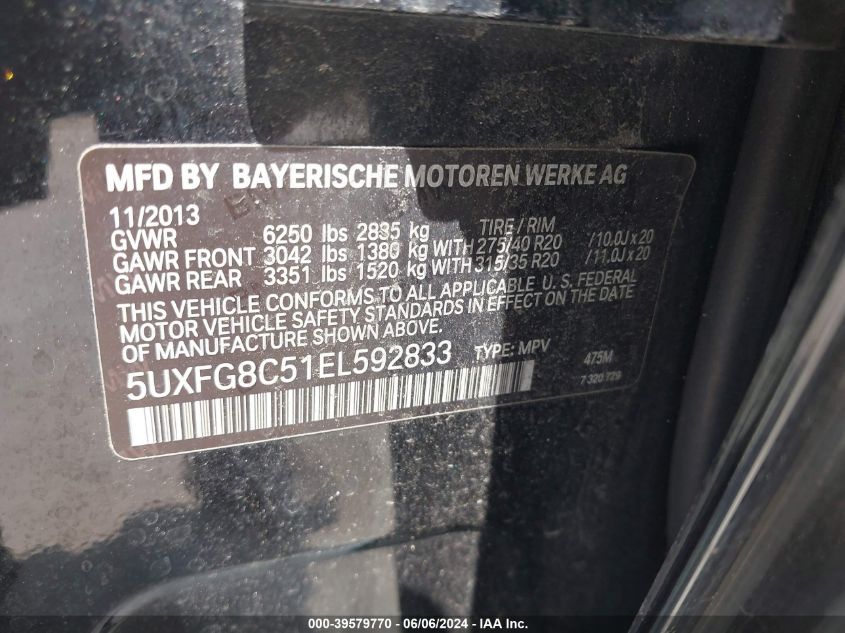 MFD BY BAYERISCHE MOTOREN WERKE AG
11/2013 TIRE / RIM
GVWR 6250 lbs 2835 kg
GAWR FRONT 3042 lbs 1380 kg WITH 275/40 R20 /10.0J x 20
GAWR REAR 3351 lbs 1520 kg WITH 315/35 R20 /11.0J x 20
THIS VEHICLE CONFORMS TO ALL APPLICABLE U. S. FEDERAL
MOTOR VEHICLE SAFETY STANDARDS IN EFFECT ON THE DATE
OF MANUFACTURE SHOWN ABOVE.
5UXFG8C51EL592833 TYPE: MPV 475M
7 320 729
000-39579770 - 06/06/2024 - IAA Inc.